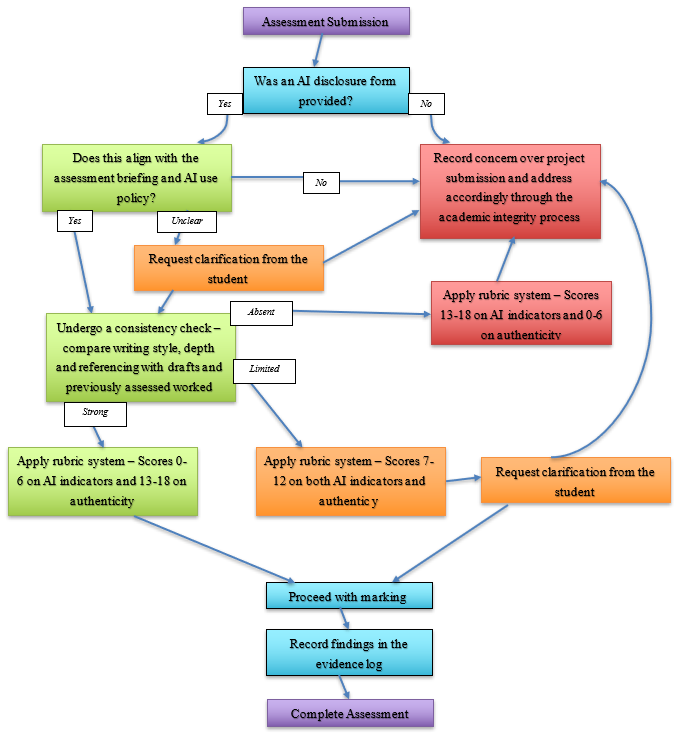 Assessment Submission
Was an AI disclosure form
provided?
Yes
No
Does this align with the
assessment briefing and AI use
policy?
No
Record concern over project
submission and address
accordingly through the
academic integrity process
Yes
Unclear
Request clarification from the
student
Absent
Apply rubric system – Scores
13-18 on AI indicators and 0-6
on authenticity
Undergo a consistency check –
compare writing style, depth
and referencing with drafts and
previously assessed worked
Limited
Strong
Apply rubric system – Scores 0-
6 on AI indicators and 13-18 on
authenticity
Apply rubric system – Scores 7-
12 on both AI indicators and
authentic y
Request clarification from the
student
Proceed with marking
Record findings in the
evidence log
Complete Assessment